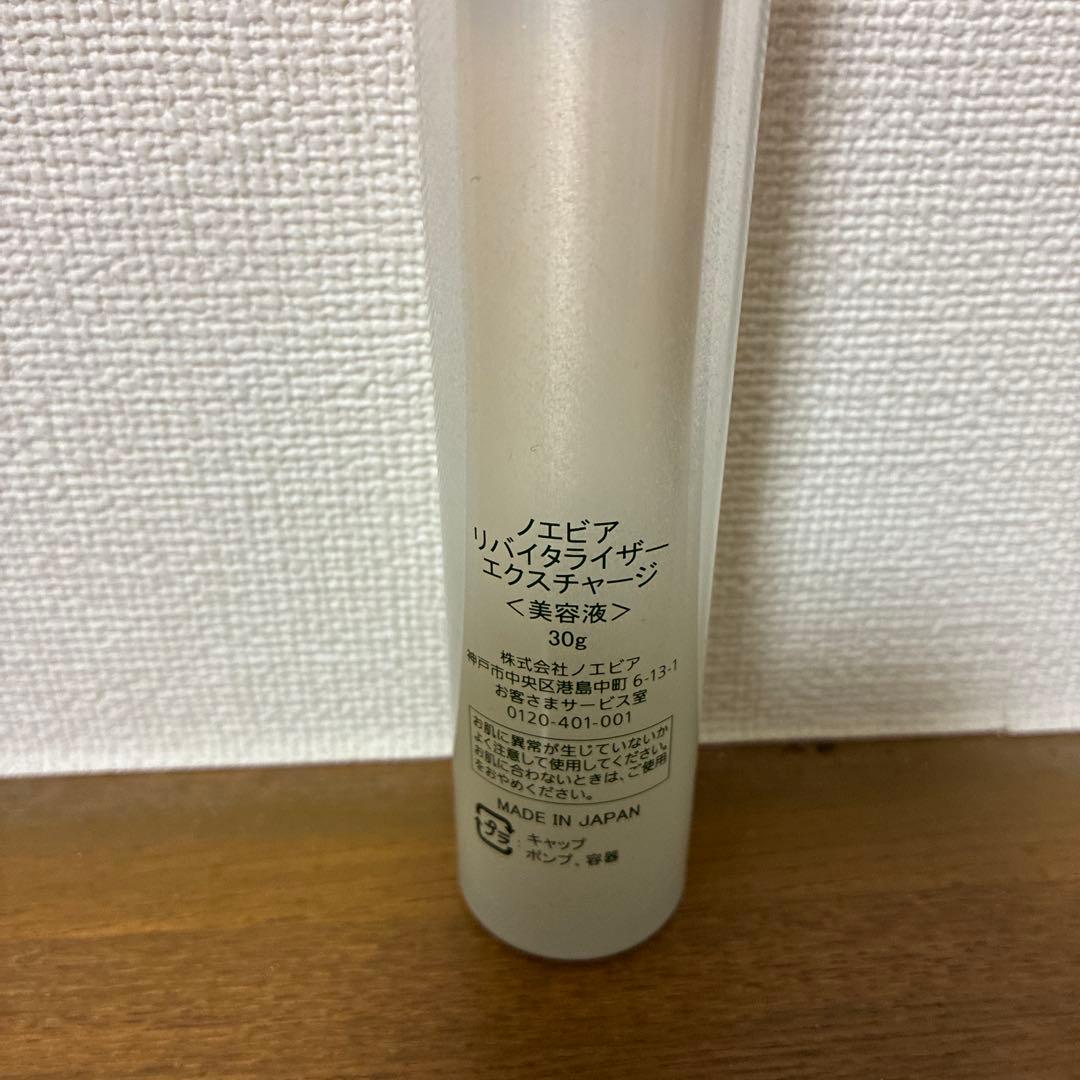 ノエビア
リバイタライザー
エクスチャージ
＜美容液＞
30g
株式会社ノエビア
神戸市中央区港島中町 6-13-1
お客さまサービス室
0120-401-001
お肌に異常が生じていないか
よく注意して使用してください。
お肌に合わないときは、ご使用
をおやめください。
MADE IN JAPAN
プラ : キャップ
ポンプ、容器